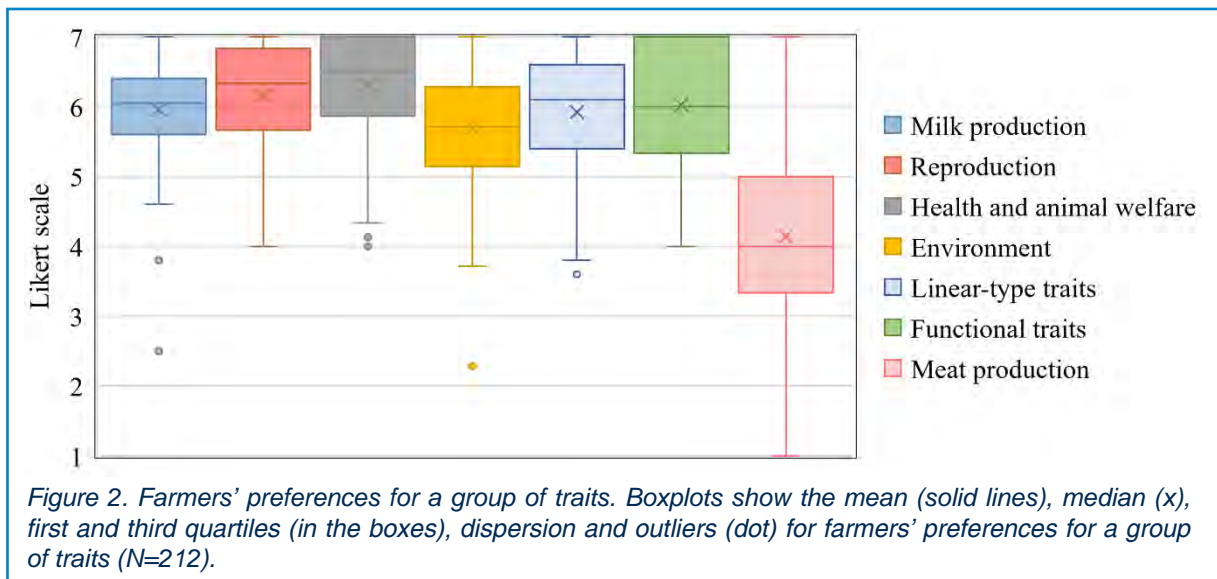 7
6
5
4
3
2
1
Likert scale
Milk production
Reproduction
Health and animal welfare
Environment
Linear-type traits
Functional traits
Meat production
Figure 2. Farmers' preferences for a group of traits. Boxplots show the mean (solid lines), median (x),
first and third quartiles (in the boxes), dispersion and outliers (dot) for farmers' preferences for a group
of traits (N=212).